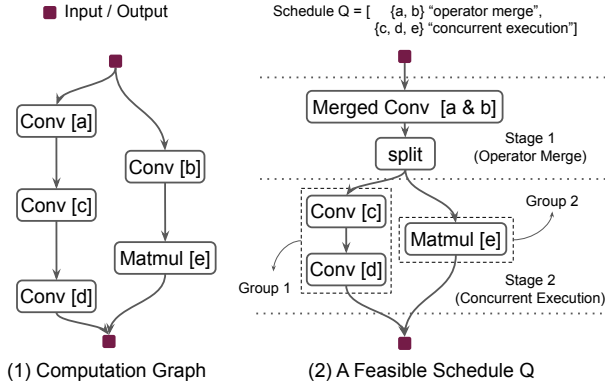 Input / Output
Conv [a]
Conv [b]
Conv [c]
Matmul [e]
Conv [d]
(1) Computation Graph
Schedule Q = [ {a, b} “operator merge”,
{c, d, e} “concurrent execution”]
Merged Conv [a & b]
split
Stage 1
(Operator Merge)
Conv [c]
Conv [d]
Matmul [e]
Group 2
Group 1
Stage 2
(Concurrent Execution)
(2) A Feasible Schedule Q